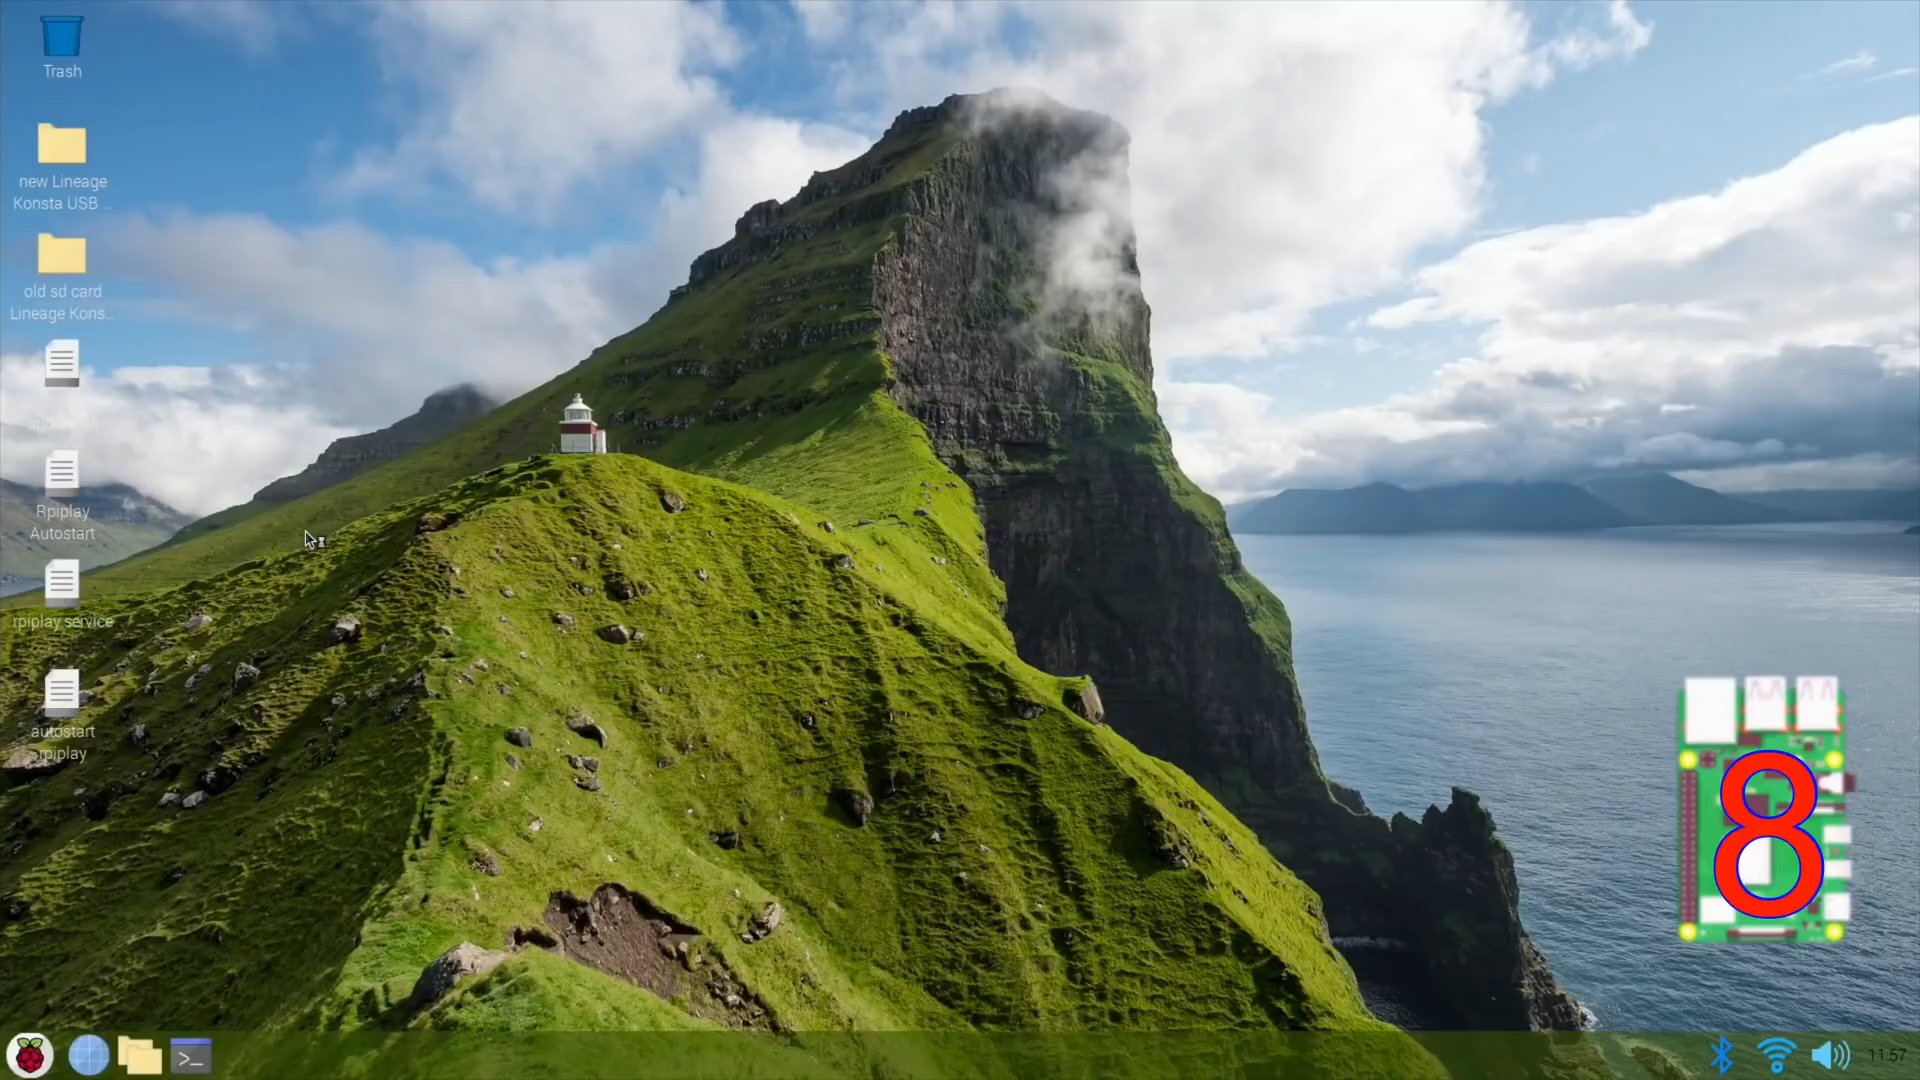 Trash
new Lineage
Konsta USB ...
old sd card
Lineage Kons...
Rpiplay
Autostart
rpiplay.service
autostart
rpiplay
8
>_
11:57